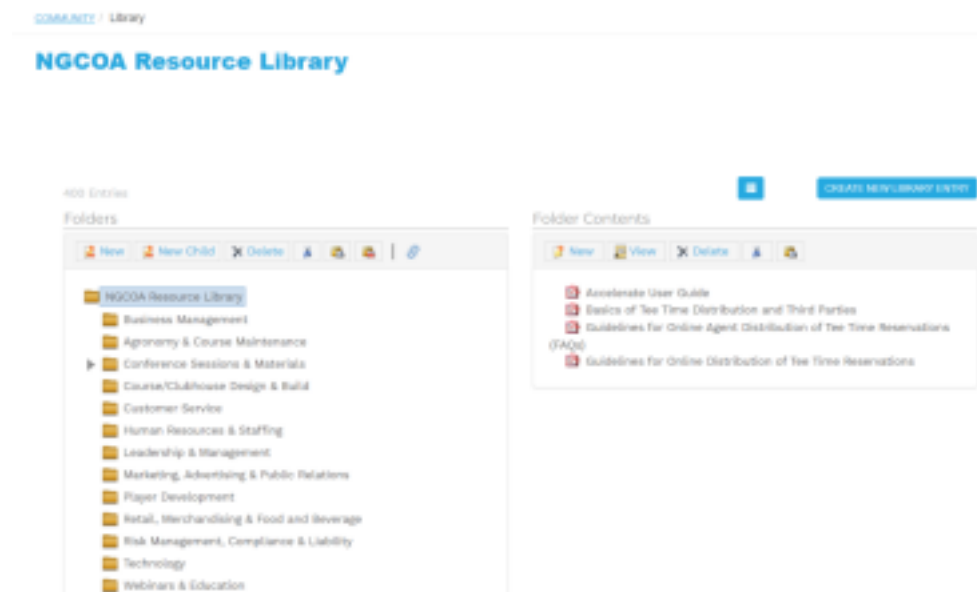 COMMUNITY / Library
NGCOA Resource Library
400 Entries
CREATE NEW LIBRARY ENTRY
Folders
New New Child Delete
NGCOA Resource Library
Business Management
Agronomy & Course Maintenance
Conference Sessions & Materials
Course/Clubhouse Design & Build
Customer Service
Human Resources & Staffing
Leadership & Management
Marketing, Advertising & Public Relations
Player Development
Retail, Merchandising & Food and Beverage
Risk Management, Compliance & Liability
Technology
Webinars & Education
Folder Contents
New View Delete
Accelerate User Guide
Basics of Tee Time Distribution and Third Parties
Guidelines for Online Agent Distribution of Tee Time Reservations
(FAQs)
Guidelines for Online Distribution of Tee Time Reservations